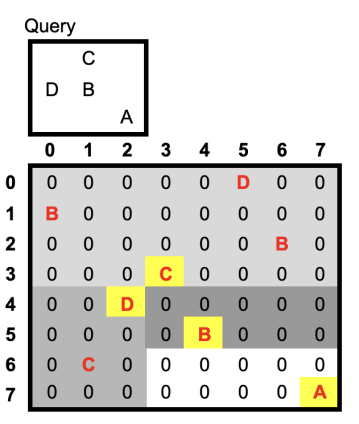 Query
C
D B
A
0 1 2 3 4 5 6 7
0 0 0 0 0 0 D 0 0
1 B 0 0 0 0 0 0 0
2 0 0 0 0 0 0 B 0
3 0 0 0 C 0 0 0 0
4 0 0 D 0 0 0 0 0
5 0 0 0 0 B 0 0 0
6 0 C 0 0 0 0 0 0
7 0 0 0 0 0 0 0 A